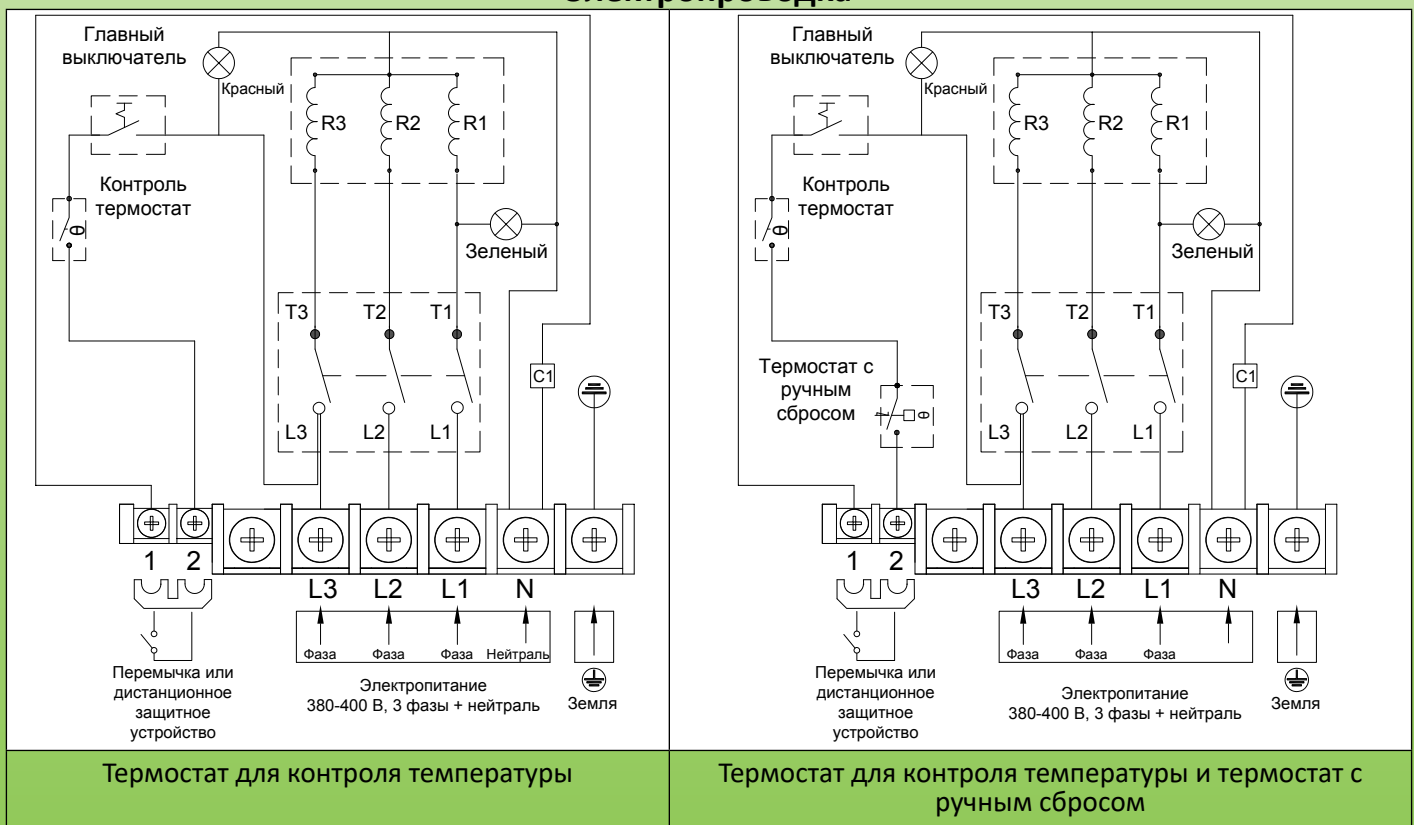 Электропроводка
Главный
выключатель
Красный
R3
R2
R1
Контроль
термостат
θ
Зеленый
T3
T2
T1
C1
L3
L2
L1
1
2
L3
L2
L1
N
Фаза
Фаза
Фаза
Нейтраль
Перемычка или
дистанционное
защитное
устройство
Электропитание
380-400 В, 3 фазы + нейтраль
Земля
Термостат для контроля температуры
Главный
выключатель
Красный
R3
R2
R1
Контроль
термостат
θ
Зеленый
T3
T2
T1
Термостат с
ручным
сбросом
θ
C1
L3
L2
L1
1
2
L3
L2
L1
N
Фаза
Фаза
Фаза
Перемычка или
дистанционное
защитное
устройство
Электропитание
380-400 В, 3 фазы + нейтраль
Земля
Термостат для контроля температуры и термостат с
ручным сбросом